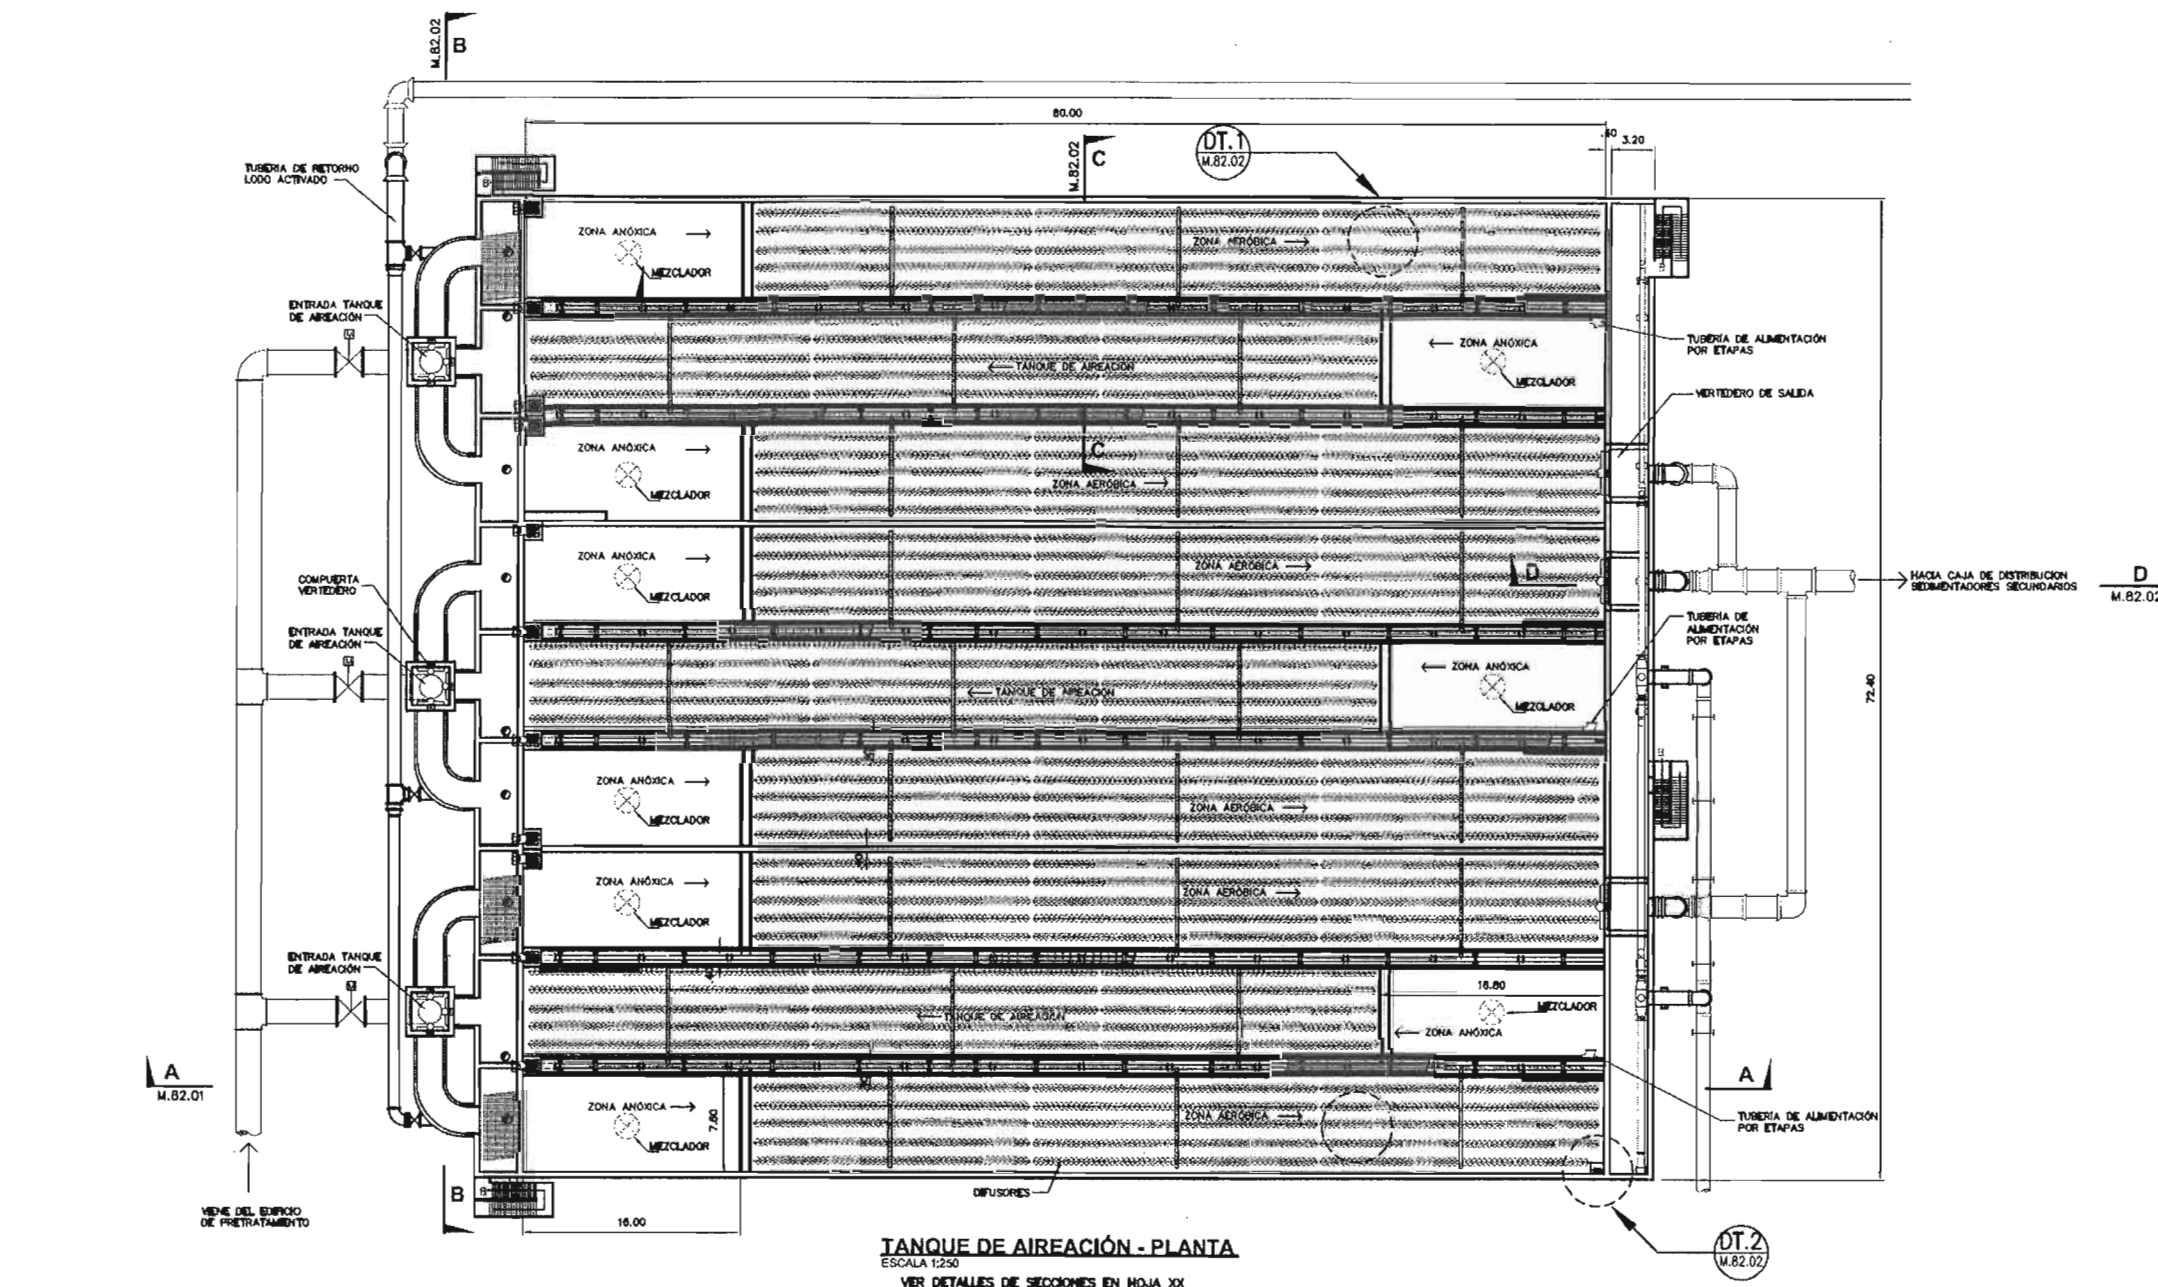 M.82.02
B
80.00
.40
3.20
DT.1
M.82.02
M.82.02
C
TUBERIA DE RETORNO
LODO ACTIVADO
ZONA ANÓXICA
MEZCLADOR
ZONA AERÓBICA
ENTRADA TANQUE
DE AIREACIÓN
M
TANQUE DE AIREACIÓN
ZONA ANÓXICA
MEZCLADOR
TUBERÍA DE ALIMENTACIÓN
POR ETAPAS
VERTEDERO DE SALIDA
ZONA ANÓXICA
MEZCLADOR
C
ZONA AERÓBICA
ZONA ANÓXICA
MEZCLADOR
ZONA AERÓBICA
D
HACIA CAJA DE DISTRIBUCION
SEDIMENTADORES SECUNDARIOS
D
M.82.02
COMPUERTA
VERTEDERO
TUBERÍA DE
ALIMENTACIÓN
POR ETAPAS
ENTRADA TANQUE
DE AIREACIÓN
M
TANQUE DE AIREACIÓN
ZONA ANÓXICA
MEZCLADOR
72.40
ZONA ANÓXICA
MEZCLADOR
ZONA AERÓBICA
ZONA ANÓXICA
MEZCLADOR
ZONA AERÓBICA
ENTRADA TANQUE
DE AIREACIÓN
M
TANQUE DE AIREACIÓN
16.80
MEZCLADOR
ZONA ANÓXICA
A
M.82.01
A
ZONA ANÓXICA
MEZCLADOR
7.80
ZONA AERÓBICA
TUBERÍA DE ALIMENTACIÓN
POR ETAPAS
B
DIFUSORES
VIENE DEL EDIFICIO
DE PRETRATAMIENTO
16.00
DT.2
M.82.02
TANQUE DE AIREACIÓN - PLANTA
ESCALA 1:250
VER DETALLES DE SECCIONES EN HOJA XX